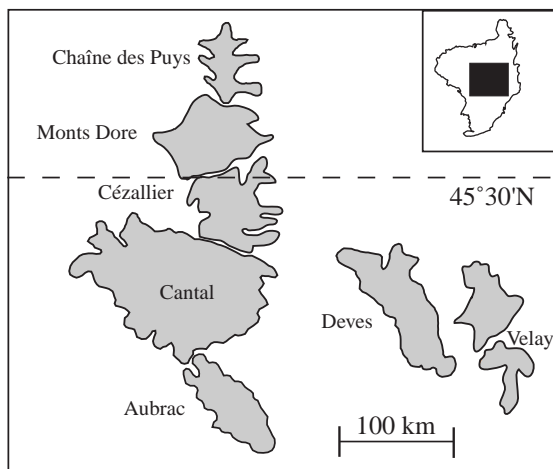 Chaîne des Puys
Monts Dore
Cézallier
45°30'N
Cantal
Deves
Velay
Aubrac
100 km